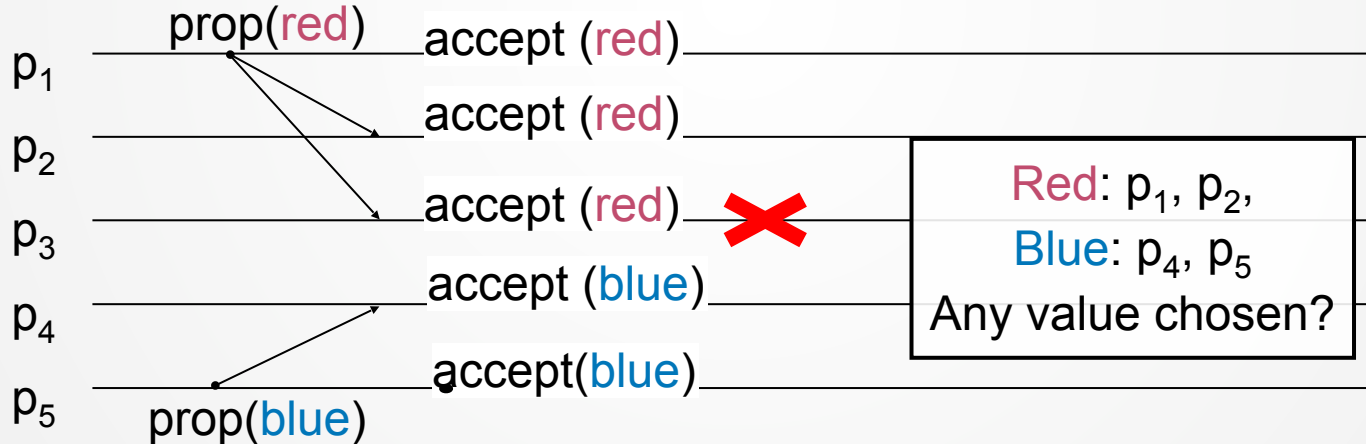 prop(red)
p₁ accept (red)
p₂ accept (red)
p₃ accept (red)
p₄ accept (blue)
p₅ accept(blue)
prop(blue)
Red: p₁, p₂,
Blue: p₄, p₅
Any value chosen?